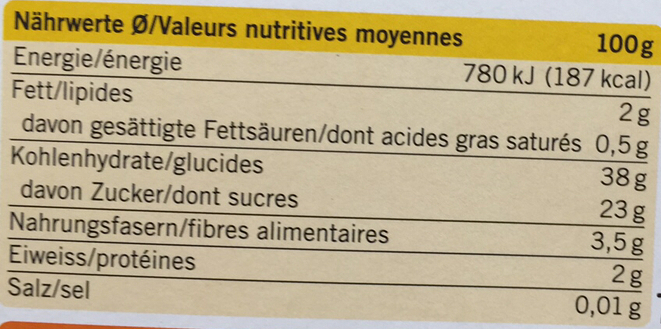 Nährwerte Ø/Valeurs nutritives moyennes 100g
Energie/énergie 780 kJ (187 kcal)
Fett/lipides 2 g
davon gesättigte Fettsäuren/dont acides gras saturés 0,5 g
Kohlenhydrate/glucides 38 g
davon Zucker/dont sucres 23 g
Nahrungsfasern/fibres alimentaires 3,5 g
Eiweiss/protéines 2 g
Salz/sel 0,01 g